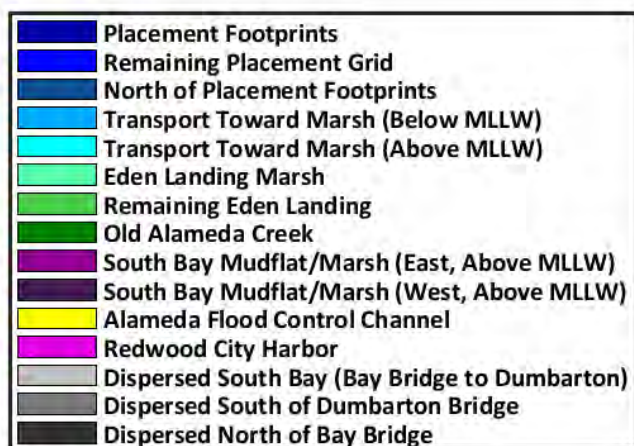 Placement Footprints
Remaining Placement Grid
North of Placement Footprints
Transport Toward Marsh (Below MLLW)
Transport Toward Marsh (Above MLLW)
Eden Landing Marsh
Remaining Eden Landing
Old Alameda Creek
South Bay Mudflat/Marsh (East, Above MLLW)
South Bay Mudflat/Marsh (West, Above MLLW)
Alameda Flood Control Channel
Redwood City Harbor
Dispersed South Bay (Bay Bridge to Dumbarton)
Dispersed South of Dumbarton Bridge
Dispersed North of Bay Bridge